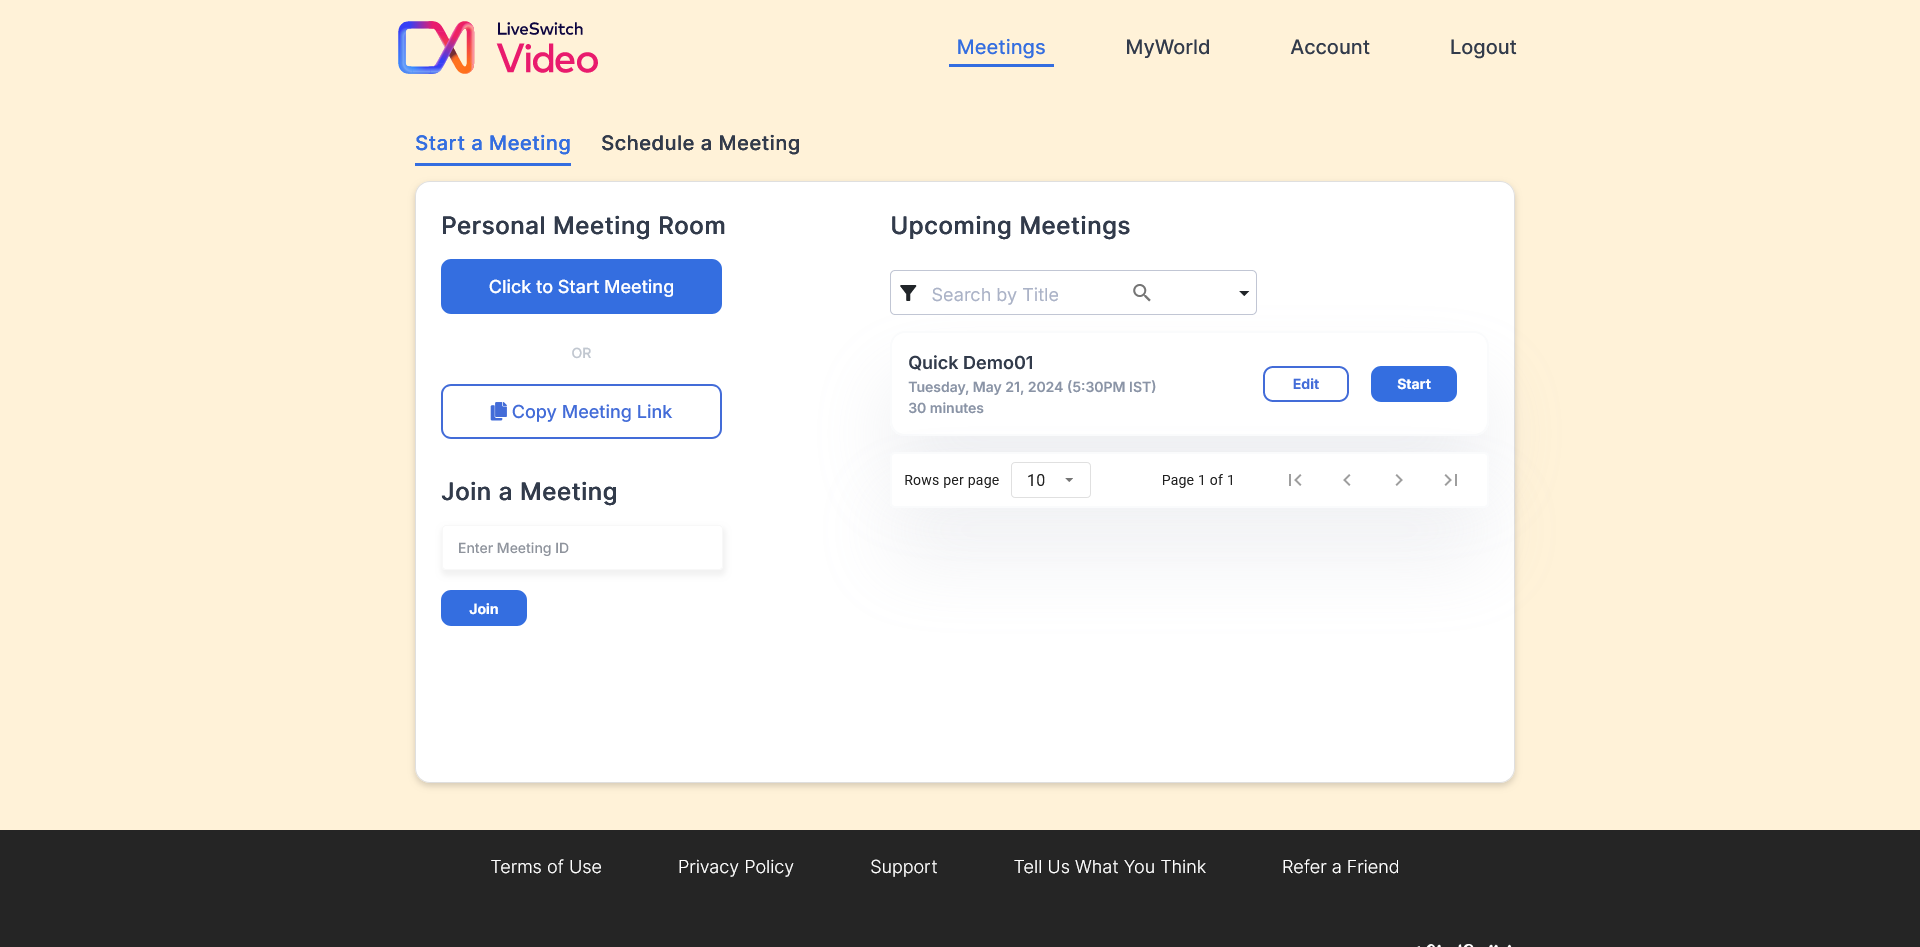 LiveSwitch
Video
Meetings
MyWorld
Account
Logout
Start a Meeting
Schedule a Meeting
Personal Meeting Room
Click to Start Meeting
OR
Copy Meeting Link
Join a Meeting
Enter Meeting ID
Join
Upcoming Meetings
Search by Title
Quick Demo01
Tuesday, May 21, 2024 (5:30PM IST)
30 minutes
Edit
Start
Rows per page
10
Page 1 of 1
Terms of Use
Privacy Policy
Support
Tell Us What You Think
Refer a Friend